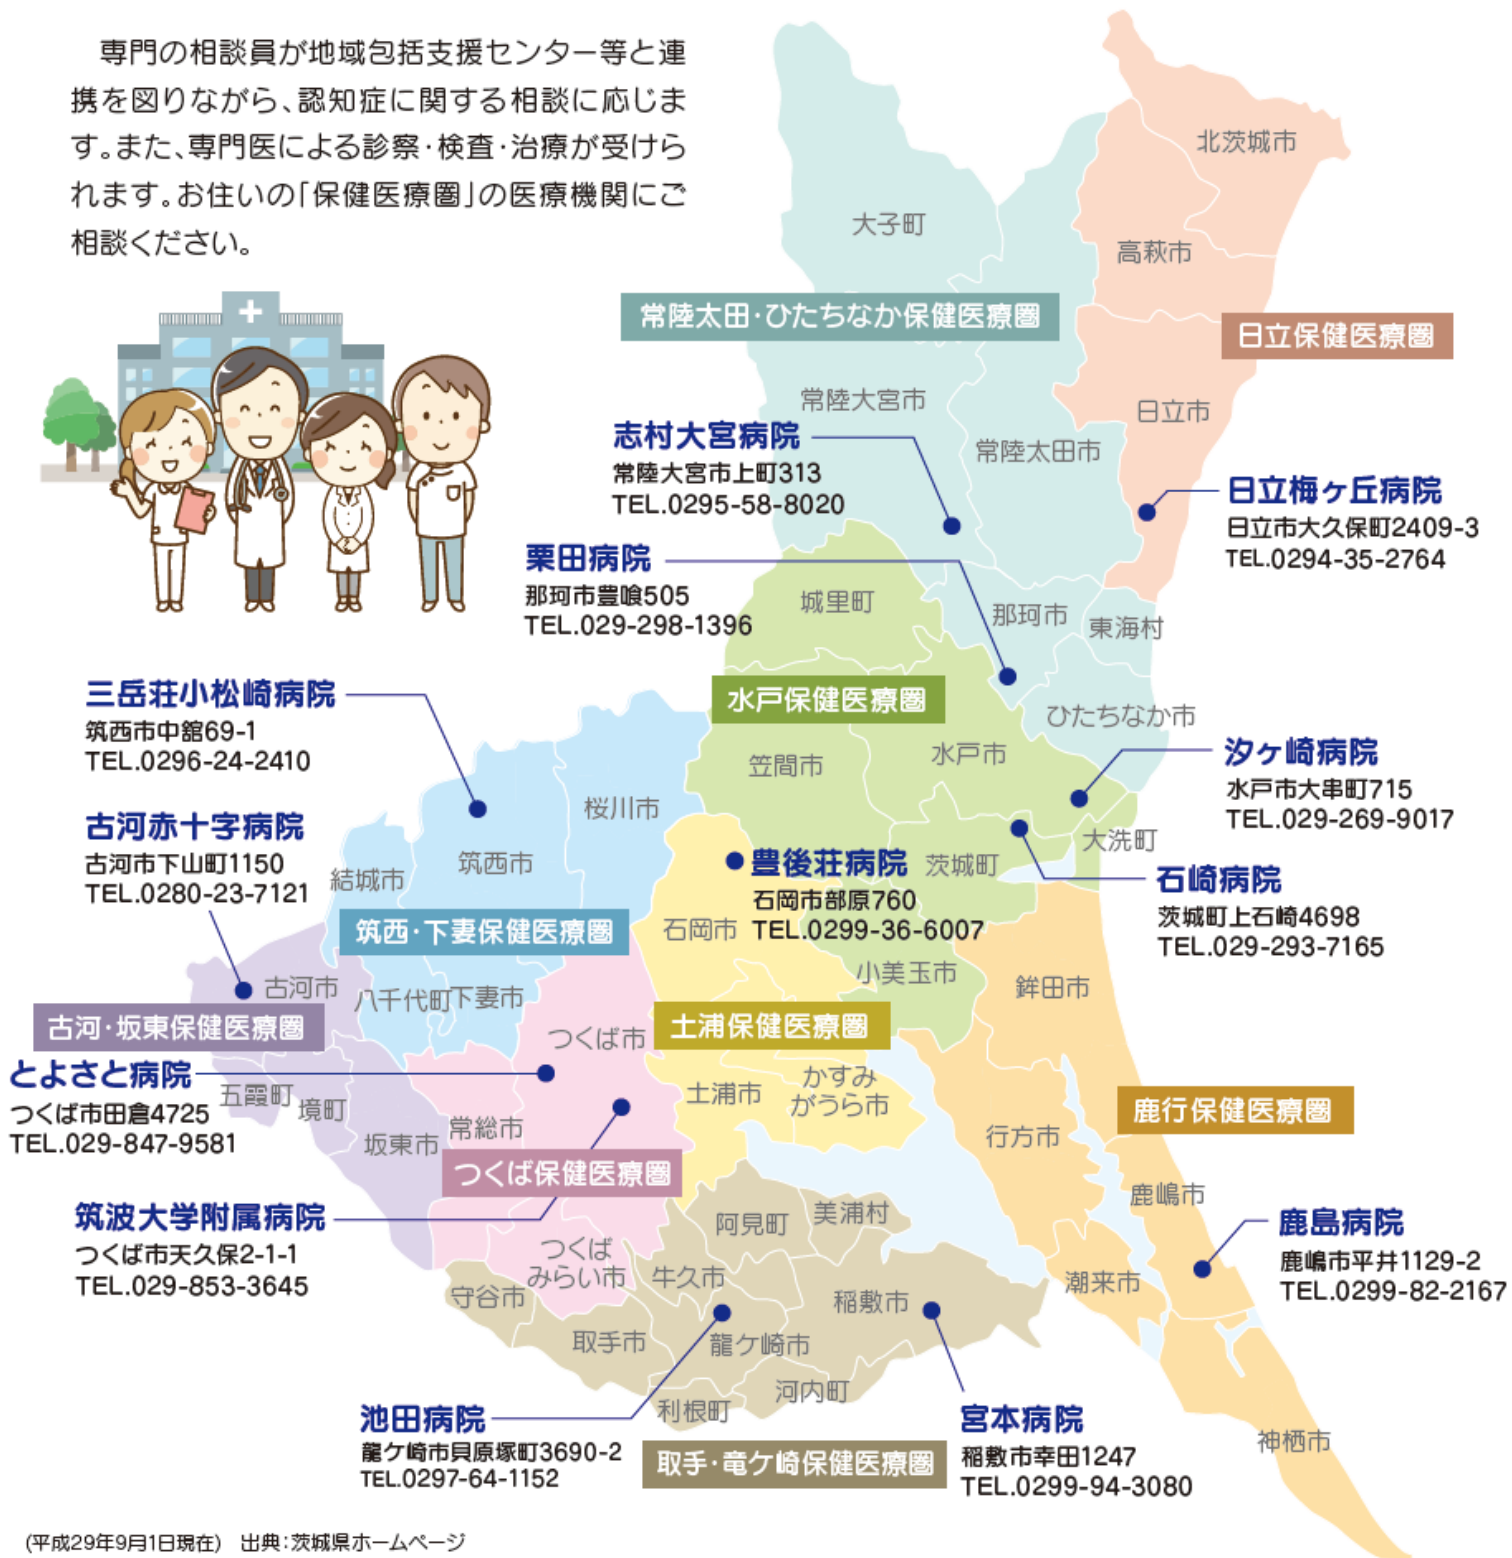 専門の相談員が地域包括支援センター等と連
携を図りながら、認知症に関する相談に応じま
す。また、専門医による診察・検査・治療が受けら
れます。お住いの「保健医療圏」の医療機関にご
相談ください。
北茨城市
大子町
高萩市
常陸太田・ひたちなか保健医療圏
日立保健医療圏
常陸大宮市
日立市
志村大宮病院
常陸大宮市上町313
TEL.0295-58-8020
常陸太田市
日立梅ヶ丘病院
日立市大久保町2409-3
TEL.0294-35-2764
栗田病院
那珂市豊喰505
TEL.029-298-1396
城里町
那珂市
東海村
三岳荘小松崎病院
筑西市中舘69-1
TEL.0296-24-2410
水戸保健医療圏
ひたちなか市
笠間市
水戸市
汐ヶ崎病院
水戸市大串町715
TEL.029-269-9017
桜川市
古河赤十字病院
古河市下山町1150
TEL.0280-23-7121
結城市
筑西市
豊後荘病院
石岡市部原760
TEL.0299-36-6007
茨城町
大洗町
石崎病院
茨城町上石崎4698
TEL.029-293-7165
筑西・下妻保健医療圏
石岡市
小美玉市
鉾田市
古河市
八千代町
下妻市
古河・坂東保健医療圏
つくば市
土浦保健医療圏
とよさと病院
つくば市田倉4725
TEL.029-847-9581
五霞町
境町
坂東市
常総市
土浦市
かすみ
がうら市
鹿行保健医療圏
行方市
つくば保健医療圏
筑波大学附属病院
つくば市天久保2-1-1
TEL.029-853-3645
阿見町
美浦村
鹿嶋市
鹿島病院
鹿嶋市平井1129-2
TEL.0299-82-2167
つくば
みらい市
守谷市
牛久市
稲敷市
潮来市
取手市
龍ケ崎市
河内町
利根町
池田病院
龍ケ崎市貝原塚町3690-2
TEL.0297-64-1152
取手・竜ケ崎保健医療圏
宮本病院
稲敷市幸田1247
TEL.0299-94-3080
神栖市
(平成29年9月1日現在) 出典:茨城県ホームページ